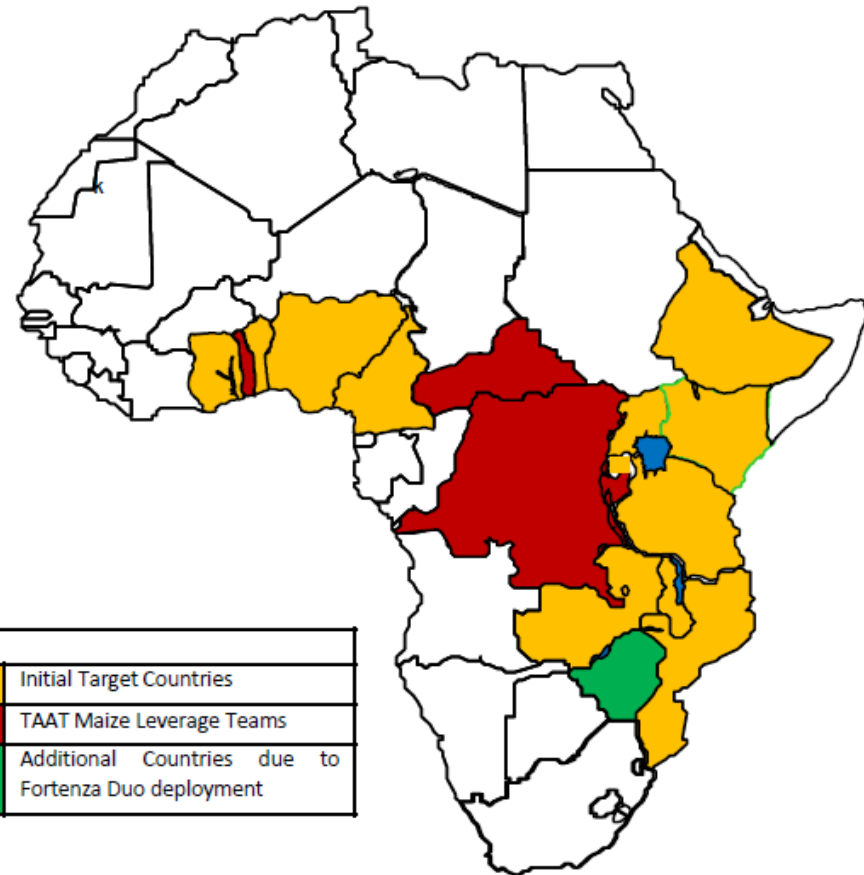 k
Initial Target Countries
TAAT Maize Leverage Teams
Additional Countries due to
Fortenza Duo deployment